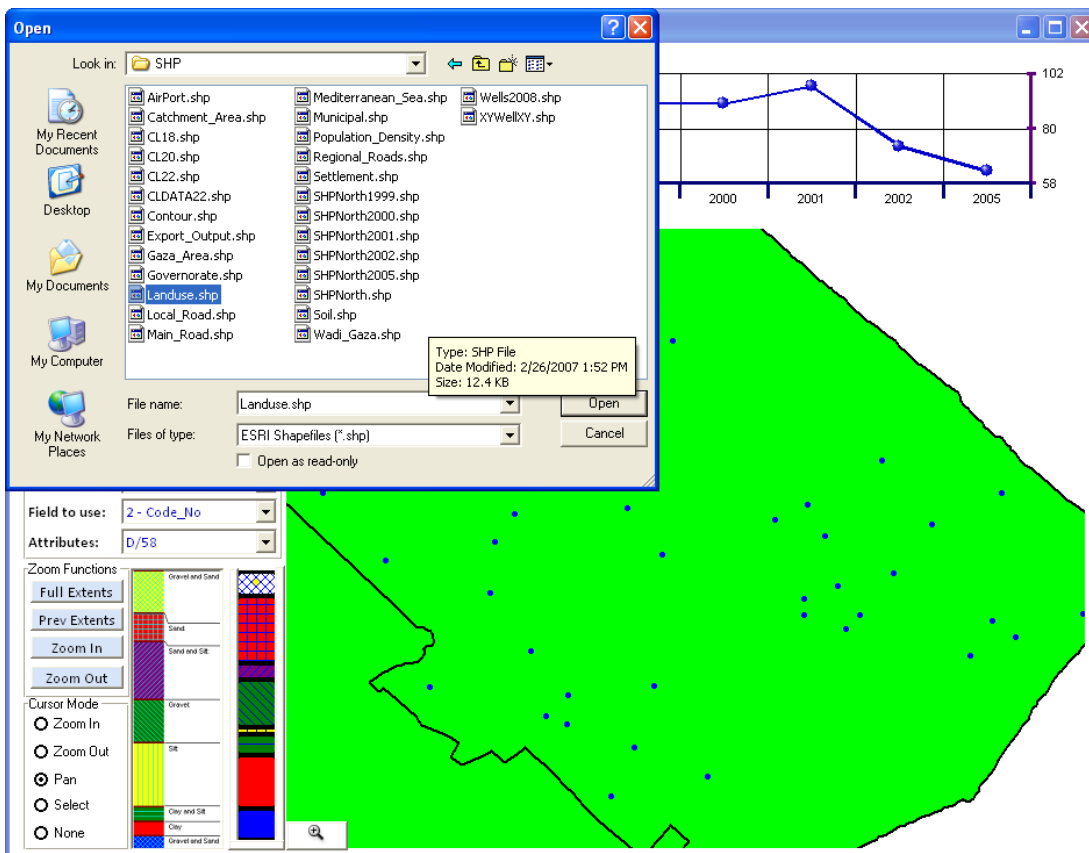 Open
Look in:
SHP
My Recent
Documents
Desktop
My Documents
My Computer
My Network
Places
AirPort.shp
Catchment_Area.shp
CL18.shp
CL20.shp
CL22.shp
CLDATA22.shp
Contour.shp
Export_Output.shp
Gaza_Area.shp
Governorate.shp
Landuse.shp
Local_Road.shp
Main_Road.shp
Mediterranean_Sea.shp
Municipal.shp
Population_Density.shp
Regional_Roads.shp
Settlement.shp
SHPNorth1999.shp
SHPNorth2000.shp
SHPNorth2001.shp
SHPNorth2002.shp
SHPNorth2005.shp
SHPNorth.shp
Soil.shp
Wadi_Gaza.shp
Wells2008.shp
XYWellXY.shp
Type: SHP File
Date Modified: 2/26/2007 1:52 PM
Size: 12.4 KB
File name:
Landuse.shp
Open
Files of type:
ESRI Shapefiles (*.shp)
Cancel
Open as read-only
102
80
58
2000
2001
2002
2005
Field to use:
2 - Code_No
Attributes:
D/58
Zoom Functions
Full Extents
Prev Extents
Zoom In
Zoom Out
Cursor Mode
Zoom In
Zoom Out
Pan
Select
None
Gravel and Sand
Sand
Sand and Silt
Gravel
Silt
Clay and Silt
Clay
Gravel and Sand